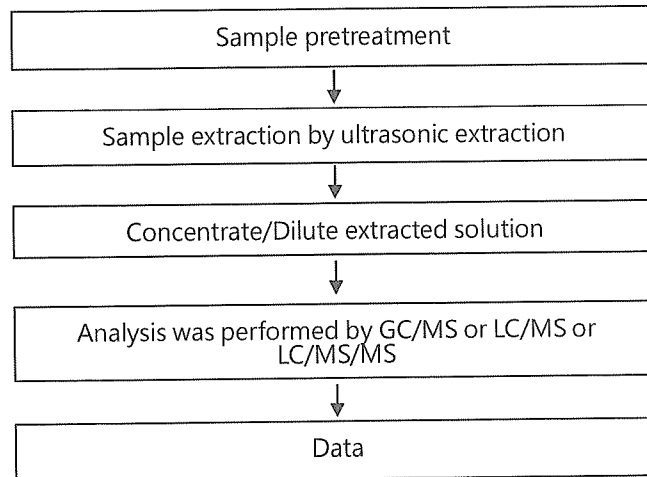 Sample pretreatment
Sample extraction by ultrasonic extraction
Concentrate/Dilute extracted solution
Analysis was performed by GC/MS or LC/MS or
LC/MS/MS
Data